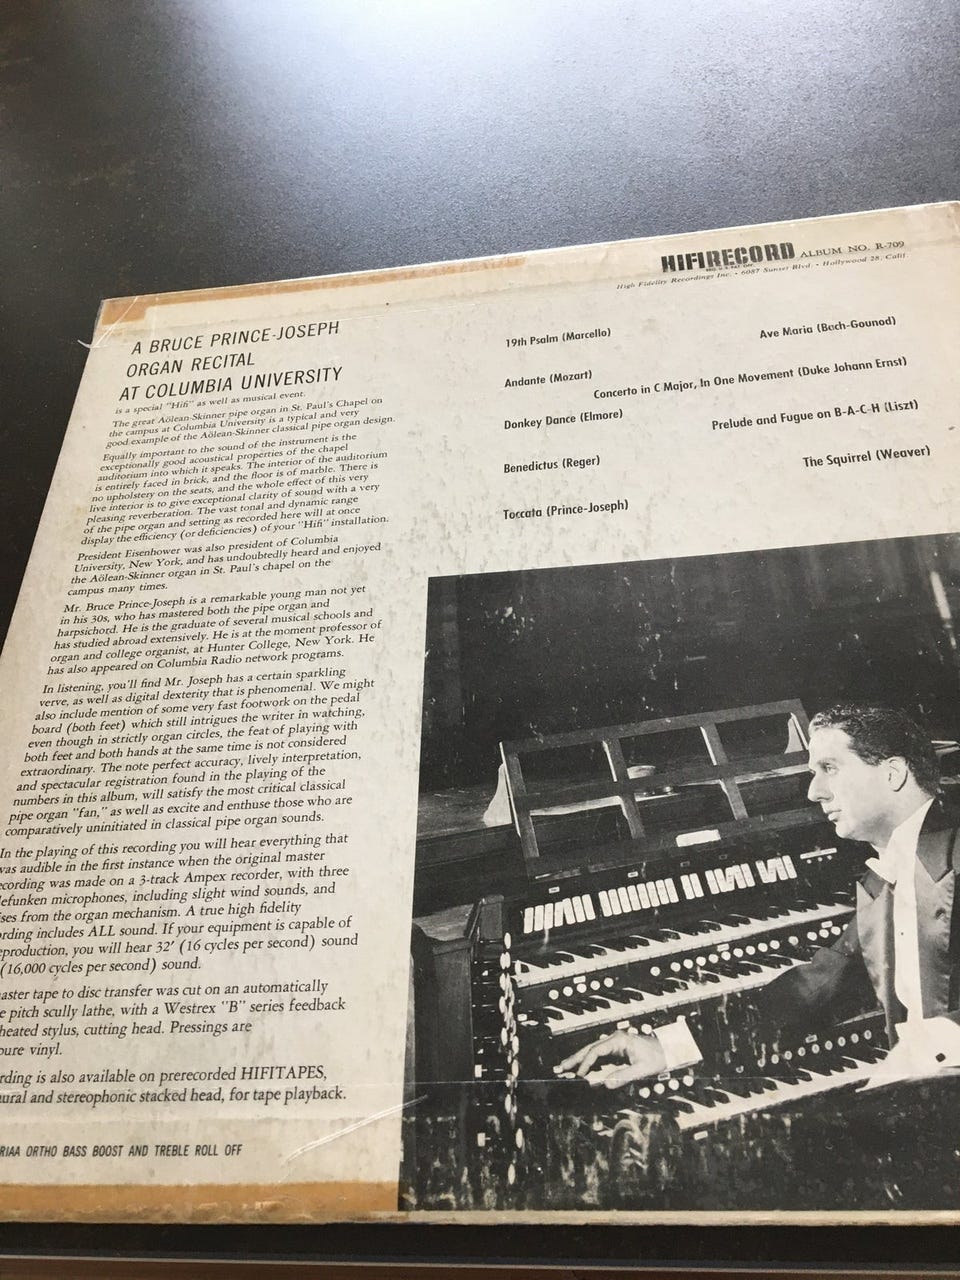 HIFIRECORD ALBUM NO. R-709
REG. U.S. PAT. OFF.
High Fidelity Recordings Inc. • 6087 Sunset Blvd. • Hollywood 28, Calif.
A BRUCE PRINCE-JOSEPH
ORGAN RECITAL
AT COLUMBIA UNIVERSITY
is a special "Hifi" as well as musical event.
The great Aölean-Skinner pipe organ in St. Paul's Chapel on
the campus at Columbia University is a typical and very
good example of the Aölean-Skinner classical pipe organ design.
Equally important to the sound of the instrument is the
exceptionally good acoustical properties of the chapel
auditorium into which it speaks. The interior of the auditorium
is entirely faced in brick, and the floor is of marble. There is
no upholstery on the seats, and the whole effect of this very
live interior is to give exceptional clarity of sound with a very
pleasing reverberation. The vast tonal and dynamic range
of the pipe organ and setting as recorded here will at once
display the efficiency (or deficiencies) of your "Hifi" installation.
President Eisenhower was also president of Columbia
University, New York, and has undoubtedly heard and enjoyed
the Aölean-Skinner organ in St. Paul's chapel on the
campus many times.
Mr. Bruce Prince-Joseph is a remarkable young man not yet
in his 30s, who has mastered both the pipe organ and
harpsichord. He is the graduate of several musical schools and
has studied abroad extensively. He is at the moment professor of
organ and college organist, at Hunter College, New York. He
has also appeared on Columbia Radio network programs.
In listening, you'll find Mr. Joseph has a certain sparkling
verve, as well as digital dexterity that is phenomenal. We might
also include mention of some very fast footwork on the pedal
board (both feet) which still intrigues the writer in watching,
even though in strictly organ circles, the feat of playing with
both feet and both hands at the same time is not considered
extraordinary. The note perfect accuracy, lively interpretation,
and spectacular registration found in the playing of the
numbers in this album, will satisfy the most critical classical
pipe organ "fan," as well as excite and enthuse those who are
comparatively uninitiated in classical pipe organ sounds.
In the playing of this recording you will hear everything that
was audible in the first instance when the original master
ecording was made on a 3-track Ampex recorder, with three
lefunken microphones, including slight wind sounds, and
ises from the organ mechanism. A true high fidelity
ording includes ALL sound. If your equipment is capable of
eproduction, you will hear 32' (16 cycles per second) sound
(16,000 cycles per second) sound.
aster tape to disc transfer was cut on an automatically
e pitch scully lathe, with a Westrex "B" series feedback
heated stylus, cutting head. Pressings are
pure vinyl.
rding is also available on prerecorded HIFITAPES,
ural and stereophonic stacked head, for tape playback.
RIAA ORTHO BASS BOOST AND TREBLE ROLL OFF
19th Psalm (Marcello)
Ave Maria (Bach-Gounod)
Andante (Mozart)
Concerto in C Major, In One Movement (Duke Johann Ernst)
Donkey Dance (Elmore)
Prelude and Fugue on B-A-C-H (Liszt)
Benedictus (Reger)
The Squirrel (Weaver)
Toccata (Prince-Joseph)